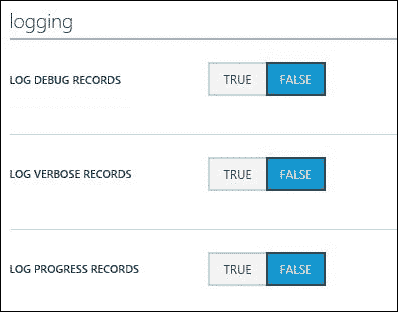 logging
LOG DEBUG RECORDS TRUE FALSE
LOG VERBOSE RECORDS TRUE FALSE
LOG PROGRESS RECORDS TRUE FALSE